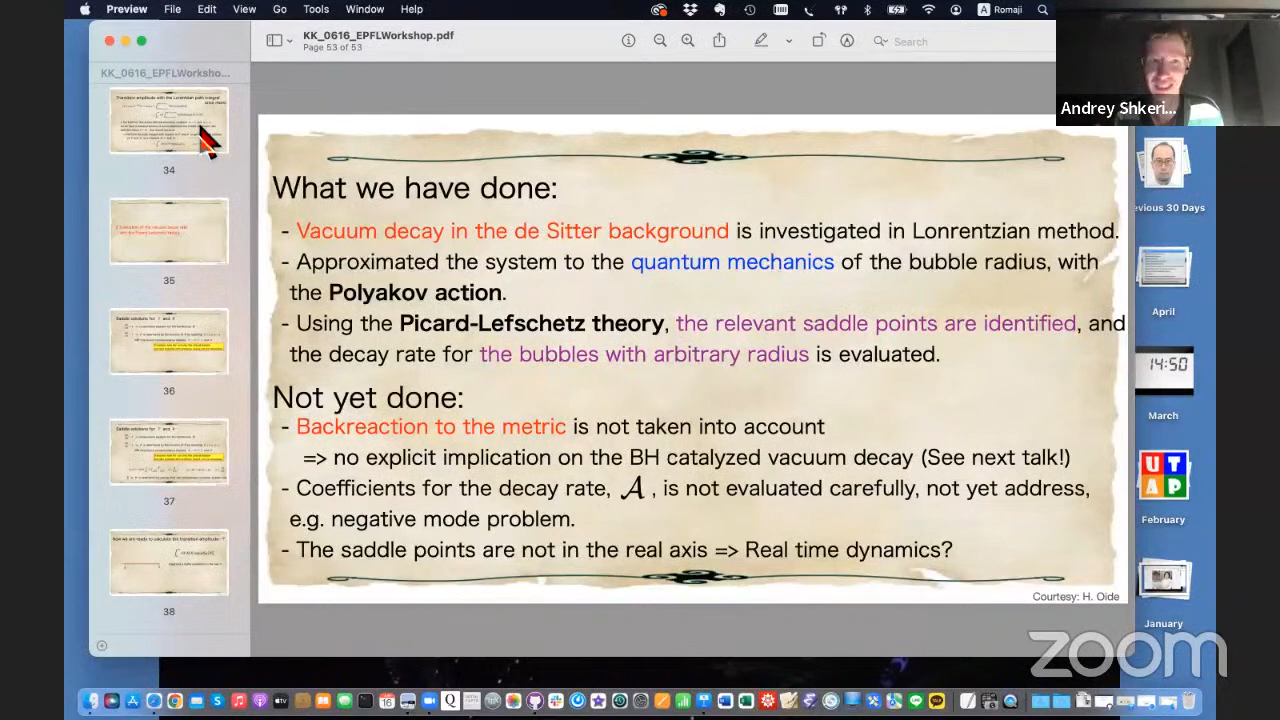 Preview File Edit View Go Tools Window Help
Romaji
KK_0616_EPFLWorkshop.pdf
Page 53 of 53
Search
KK_0616_EPFLWorksho...
34
35
36
37
38
Andrey Shkeri...
What we have done:
- Vacuum decay in the de Sitter background is investigated in Lonrentzian method.
- Approximated the system to the quantum mechanics of the bubble radius, with
the Polyakov action.
- Using the Picard-Lefschetz theory, the relevant saddle points are identified, and
the decay rate for the bubbles with arbitrary radius is evaluated.
Not yet done:
- Backreaction to the metric is not taken into account
=> no explicit implication on the BH catalyzed vacuum decay (See next talk!)
- Coefficients for the decay rate, 𝒜 , is not evaluated carefully, not yet address,
e.g. negative mode problem.
- The saddle points are not in the real axis => Real time dynamics?
Courtesy: H. Oide
evious 30 Days
April
14:50
March
UT
AP
February
January
zoom